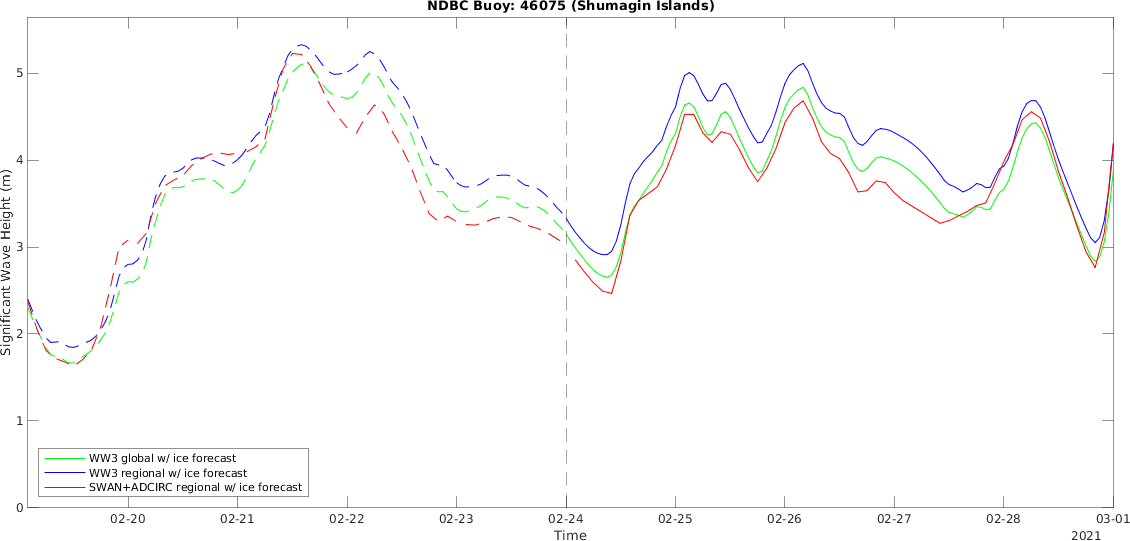 NDBC Buoy: 46075 (Shumagin Islands)
Significant Wave Height (m)
5
4
3
2
1
0
WW3 global w/ ice forecast
WW3 regional w/ ice forecast
SWAN+ADCIRC regional w/ ice forecast
02-20 02-21 02-22 02-23 02-24 02-25 02-26 02-27 02-28 03-01
Time 2021